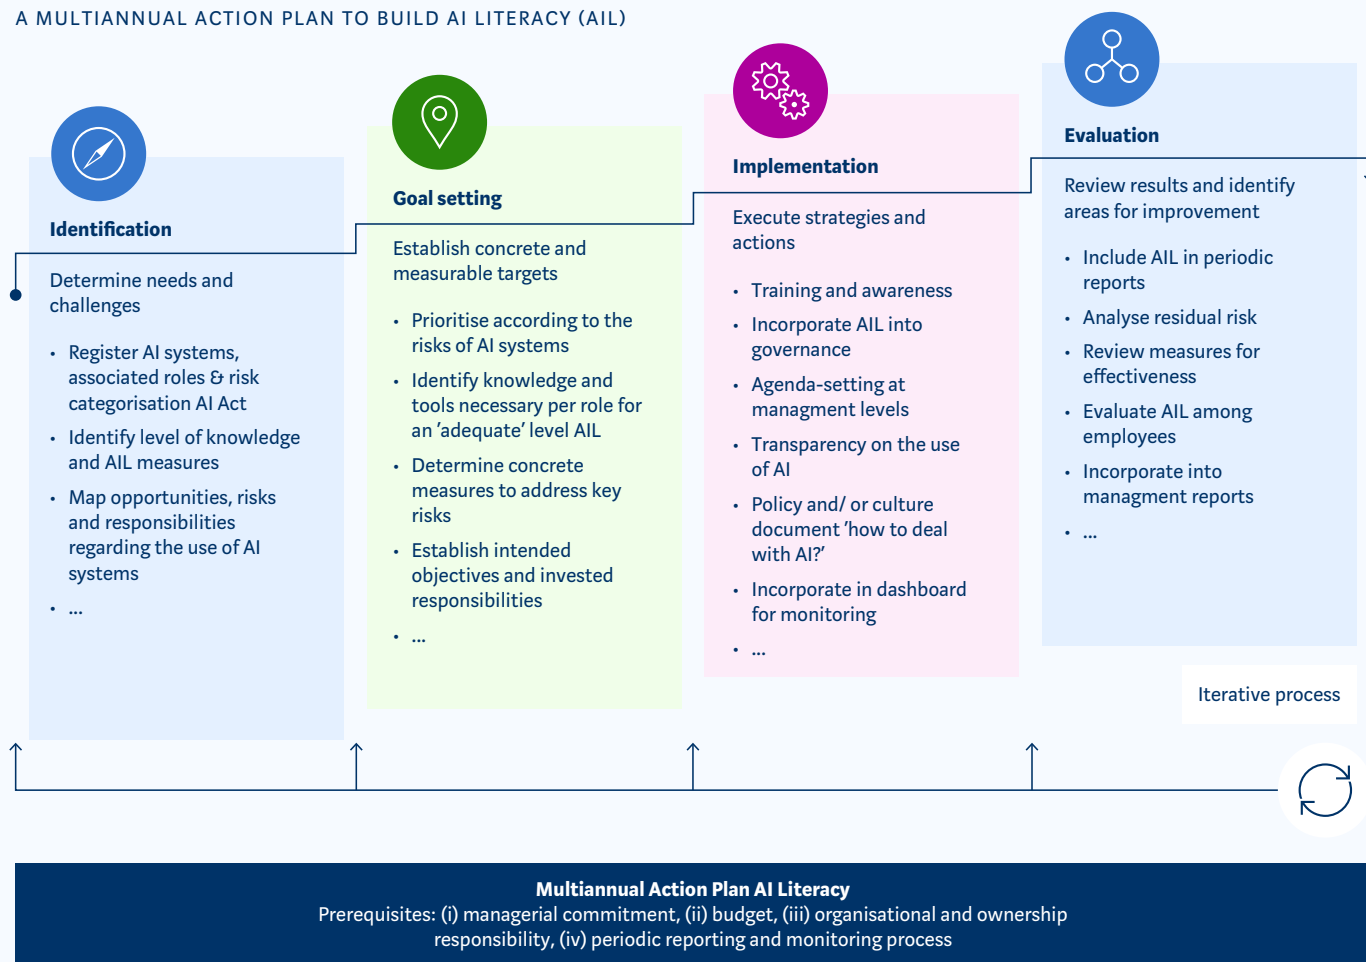 A MULTIANNUAL ACTION PLAN TO BUILD AI LITERACY (AIL)
Identification
Determine needs and
challenges
• Register AI systems,
associated roles & risk
categorisation AI Act
• Identify level of knowledge
and AIL measures
• Map opportunities, risks
and responsibilities
regarding the use of AI
systems
• ...
Goal setting
Establish concrete and
measurable targets
• Prioritise according to the
risks of AI systems
• Identify knowledge and
tools necessary per role for
an 'adequate' level AIL
• Determine concrete
measures to address key
risks
• Establish intended
objectives and invested
responsibilities
• ...
Implementation
Execute strategies and
actions
• Training and awareness
• Incorporate AIL into
governance
• Agenda-setting at
managment levels
• Transparency on the use
of AI
• Policy and/ or culture
document 'how to deal
with AI?'
• Incorporate in dashboard
for monitoring
• ...
Evaluation
Review results and identify
areas for improvement
• Include AIL in periodic
reports
• Analyse residual risk
• Review measures for
effectiveness
• Evaluate AIL among
employees
• Incorporate into
managment reports
• ...
Iterative process
Multiannual Action Plan AI Literacy
Prerequisites: (i) managerial commitment, (ii) budget, (iii) organisational and ownership
responsibility, (iv) periodic reporting and monitoring process